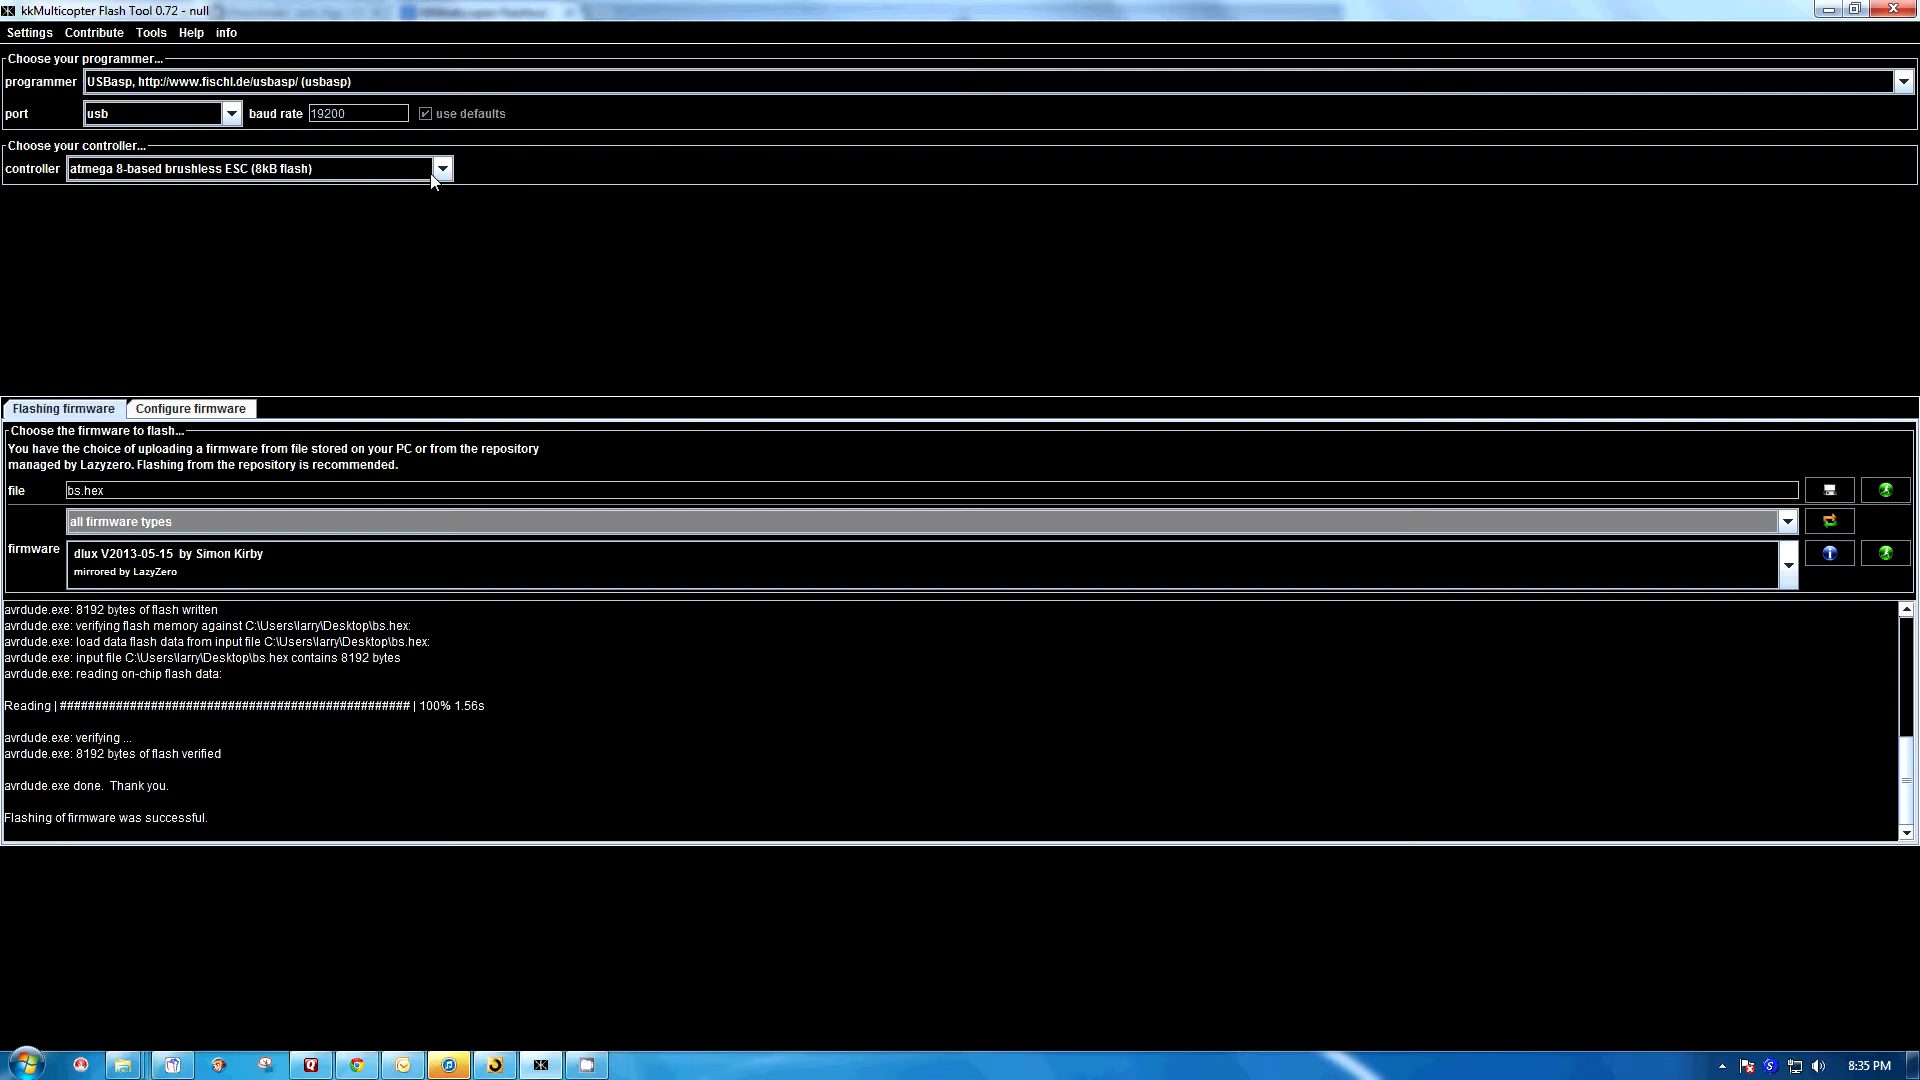 kkMulticopter Flash Tool 0.72 - null
Settings Contribute Tools Help info
Choose your programmer...
programmer USBasp, http://www.fischl.de/usbasp/ (usbasp)
port usb baud rate 19200 use defaults
Choose your controller...
controller atmega 8-based brushless ESC (8kB flash)
Flashing firmware Configure firmware
Choose the firmware to flash...
You have the choice of uploading a firmware from file stored on your PC or from the repository
managed by Lazyzero. Flashing from the repository is recommended.
file bs.hex
all firmware types
firmware dlux V2013-05-15 by Simon Kirby
mirrored by LazyZero
avrdude.exe: 8192 bytes of flash written
avrdude.exe: verifying flash memory against C:\Users\larry\Desktop\bs.hex:
avrdude.exe: load data flash data from input file C:\Users\larry\Desktop\bs.hex:
avrdude.exe: input file C:\Users\larry\Desktop\bs.hex contains 8192 bytes
avrdude.exe: reading on-chip flash data:
Reading | ################################################## | 100% 1.56s
avrdude.exe: verifying ...
avrdude.exe: 8192 bytes of flash verified
avrdude.exe done.  Thank you.
Flashing of firmware was successful.
8:35 PM